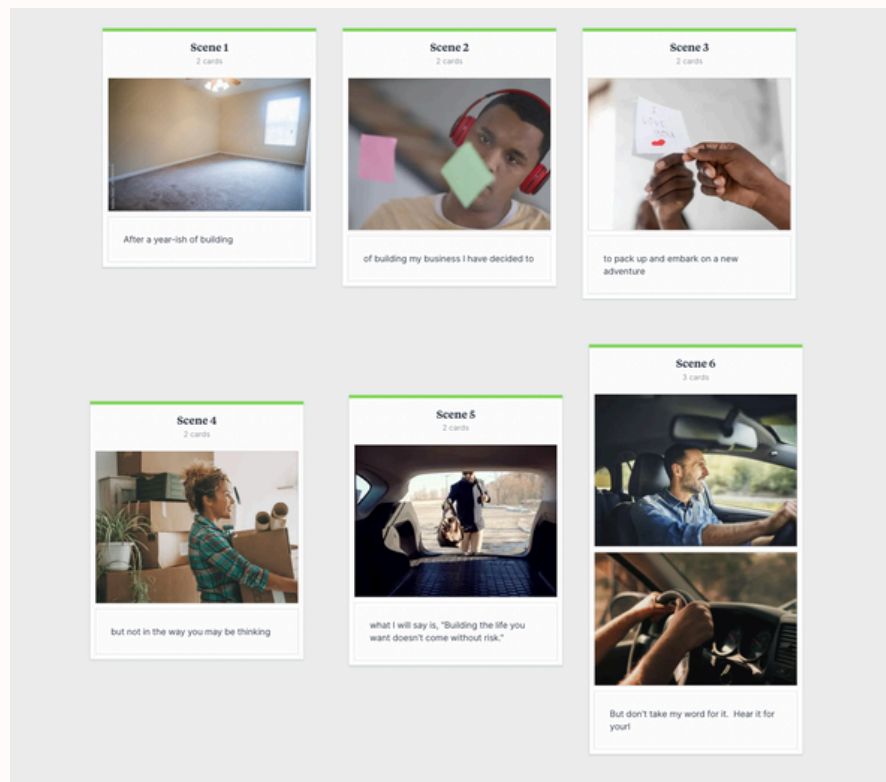 Scene 1
2 cards
After a year-ish of building
Scene 2
2 cards
of building my business I have decided to
Scene 3
2 cards
I
LOVE
YOU
to pack up and embark on a new
adventure
Scene 4
2 cards
but not in the way you may be thinking
Scene 5
2 cards
what I will say is, "Building the life you
want doesn't come without risk."
Scene 6
3 cards
But don't take my word for it.  Hear it for
your!